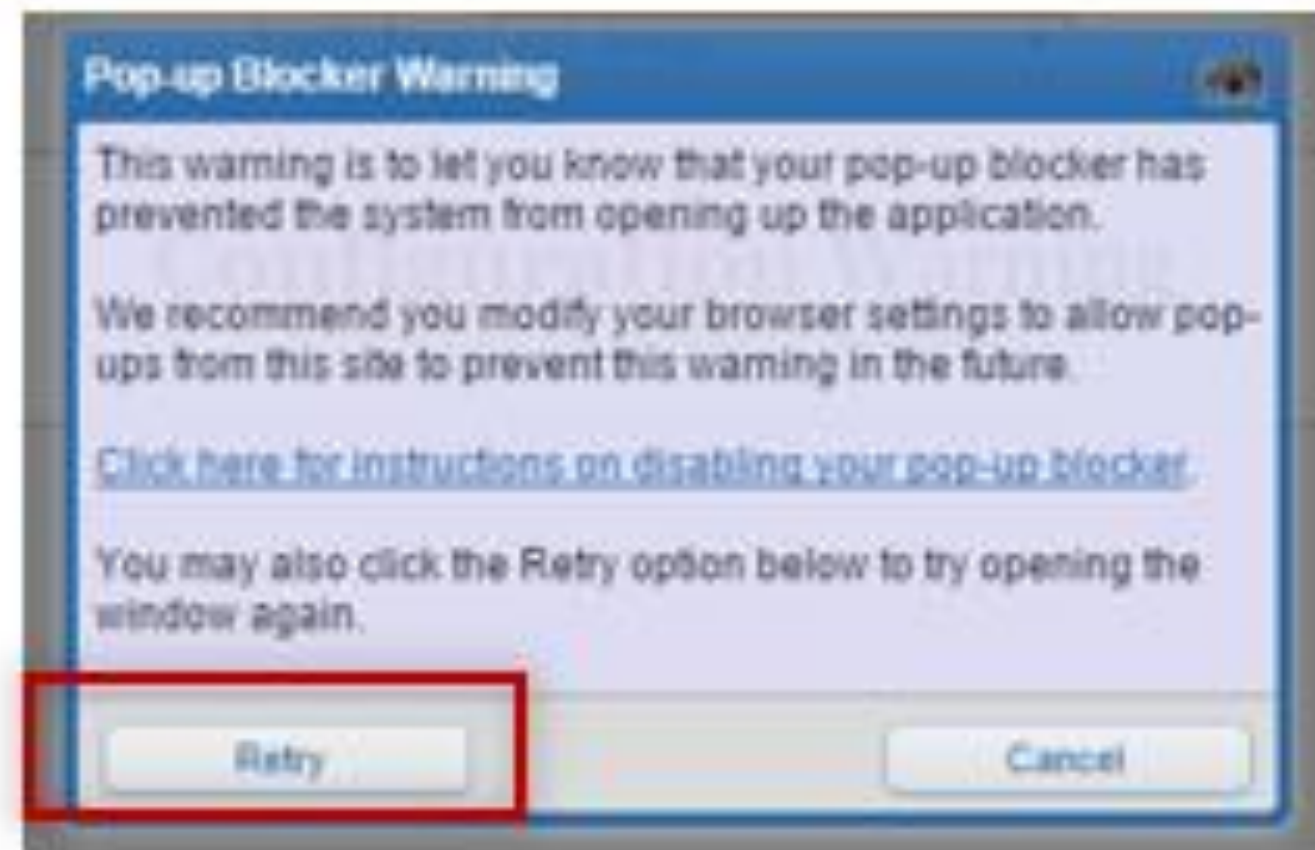 Pop-up Blocker Warning
This warning is to let you know that your pop-up blocker has
prevented the system from opening up the application.
We recommend you modify your browser settings to allow pop-
ups from this site to prevent this warning in the future.
Click here for instructions on disabling your pop-up blocker.
You may also click the Retry option below to try opening the
window again.
Retry
Cancel